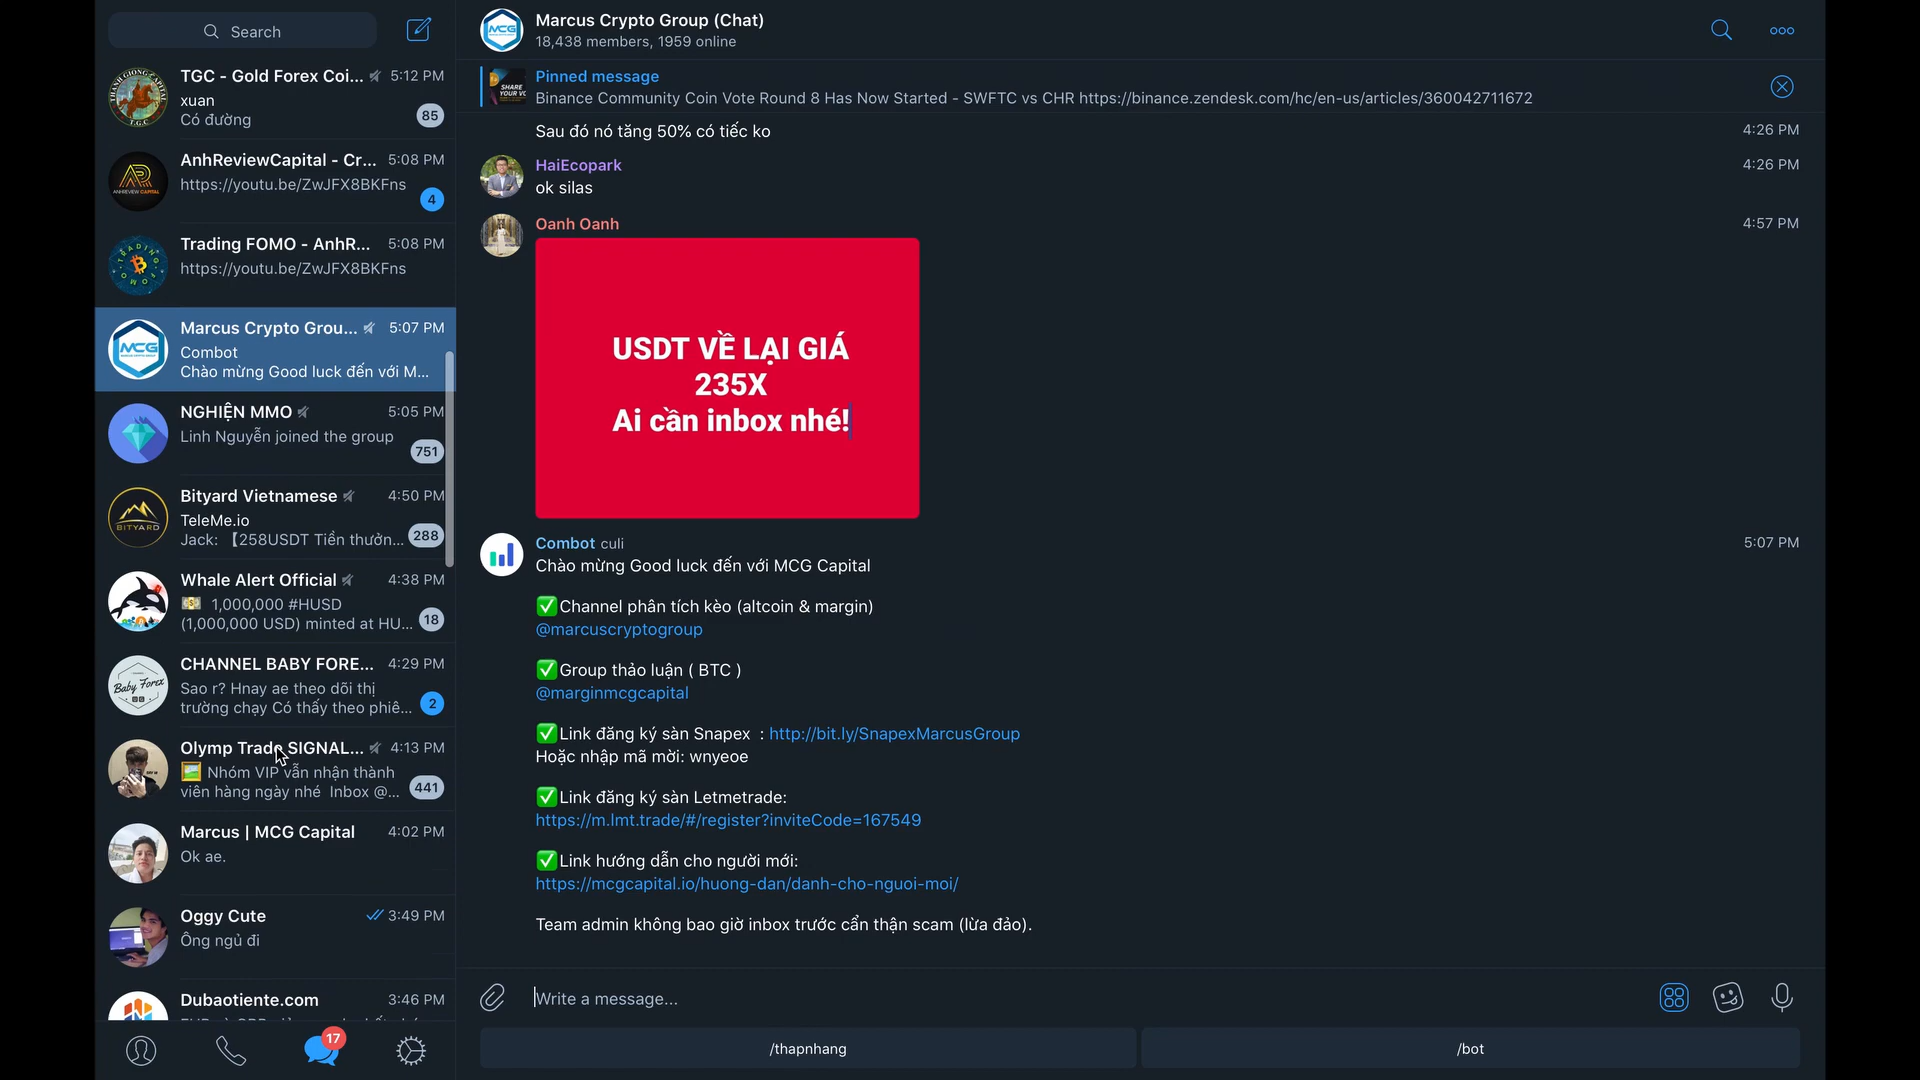 Search
TGC - Gold Forex Coi... 5:12 PM
xuan
Có đường 85
AnhReviewCapital - Cr... 5:08 PM
https://youtu.be/ZwJFX8BKFns
4
Trading FOMO - AnhR... 5:08 PM
https://youtu.be/ZwJFX8BKFns
Marcus Crypto Grou... 5:07 PM
Combot
Chào mừng Good luck đến với M...
NGHIỆN MMO 5:05 PM
Linh Nguyễn joined the group
751
Bityard Vietnamese 4:50 PM
TeleMe.io
Jack: 【258USDT Tiền thưởn... 288
Whale Alert Official 4:38 PM
1,000,000 #HUSD
(1,000,000 USD) minted at HU... 18
CHANNEL BABY FORE... 4:29 PM
Sao r? Hnay ae theo dõi thị
trường chạy Có thấy theo phiê... 2
Olymp Trade SIGNAL... 4:13 PM
Nhóm VIP vẫn nhận thành
viên hàng ngày nhé Inbox @... 441
Marcus | MCG Capital 4:02 PM
Ok ae.
Oggy Cute 3:49 PM
Ông ngủ đi
Dubaotiente.com 3:46 PM
17
Marcus Crypto Group (Chat)
18,438 members, 1959 online
Pinned message
Binance Community Coin Vote Round 8 Has Now Started - SWFTC vs CHR https://binance.zendesk.com/hc/en-us/articles/360042711672
Sau đó nó tăng 50% có tiếc ko 4:26 PM
HaiEcopark 4:26 PM
ok silas
Oanh Oanh 4:57 PM
USDT VỀ LẠI GIÁ
235X
Ai cần inbox nhé!
Combot culi 5:07 PM
Chào mừng Good luck đến với MCG Capital
✅Channel phân tích kèo (altcoin & margin)
@marcuscryptogroup
✅Group thảo luận ( BTC )
@marginmcgcapital
✅Link đăng ký sàn Snapex : http://bit.ly/SnapexMarcusGroup
Hoặc nhập mã mời: wnyeoe
✅Link đăng ký sàn Letmetrade:
https://m.lmt.trade/#/register?inviteCode=167549
✅Link hướng dẫn cho người mới:
https://mcgcapital.io/huong-dan/danh-cho-nguoi-moi/
Team admin không bao giờ inbox trước cẩn thận scam (lừa đảo).
Write a message...
/thapnhang /bot